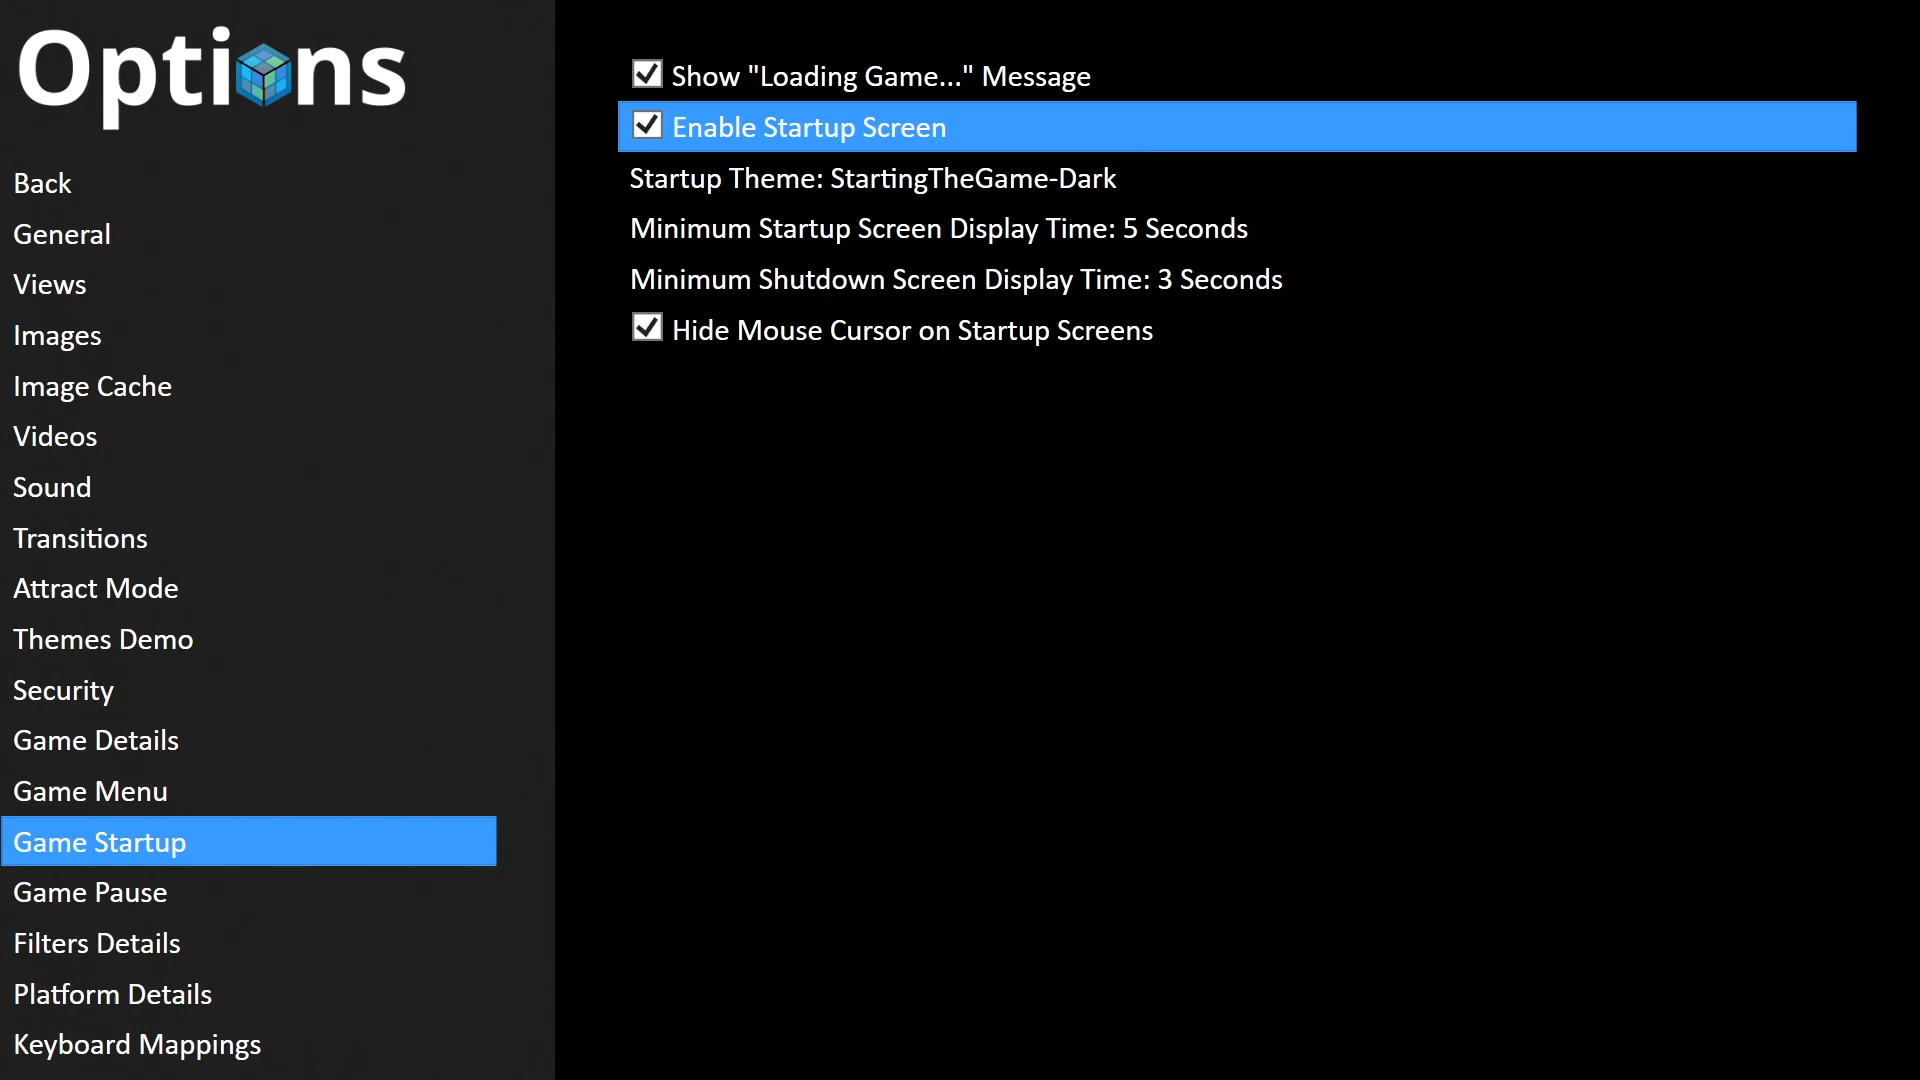 Options
Back
General
Views
Images
Image Cache
Videos
Sound
Transitions
Attract Mode
Themes Demo
Security
Game Details
Game Menu
Game Startup
Game Pause
Filters Details
Platform Details
Keyboard Mappings
Show "Loading Game..." Message
Enable Startup Screen
Startup Theme: StartingTheGame-Dark
Minimum Startup Screen Display Time: 5 Seconds
Minimum Shutdown Screen Display Time: 3 Seconds
Hide Mouse Cursor on Startup Screens